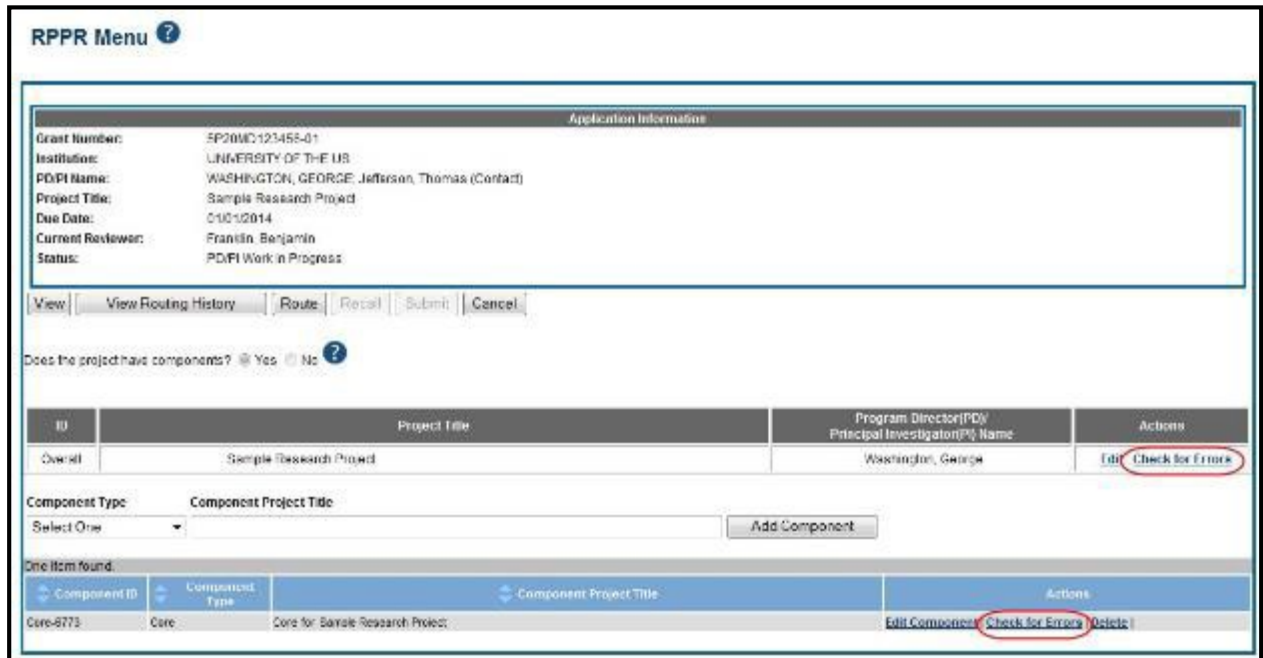 RPPR Menu ?
Application Information
Grant Number: 5P20MD123456-01
Institution: UNIVERSITY OF THE US
PD/PI Name: WASHINGTON, GEORGE; Jefferson, Thomas (Contact)
Project Title: Sample Research Project
Due Date: 01/01/2014
Current Reviewer: Franklin, Benjamin
Status: PD/PI Work in Progress
View View Routing History Route Recall Submit Cancel
Does the project have components? Yes No ?
ID Project Title Program Director(PD)/ Principal Investigator(PI) Name Actions
Overall Sample Research Project Washington, George Edit Check for Errors
Component Type Component Project Title
Select One Add Component
One item found.
Component ID Component Type Component Project Title Actions
Core-6773 Core Core for Sample Research Project Edit Component Check for Errors Delete |